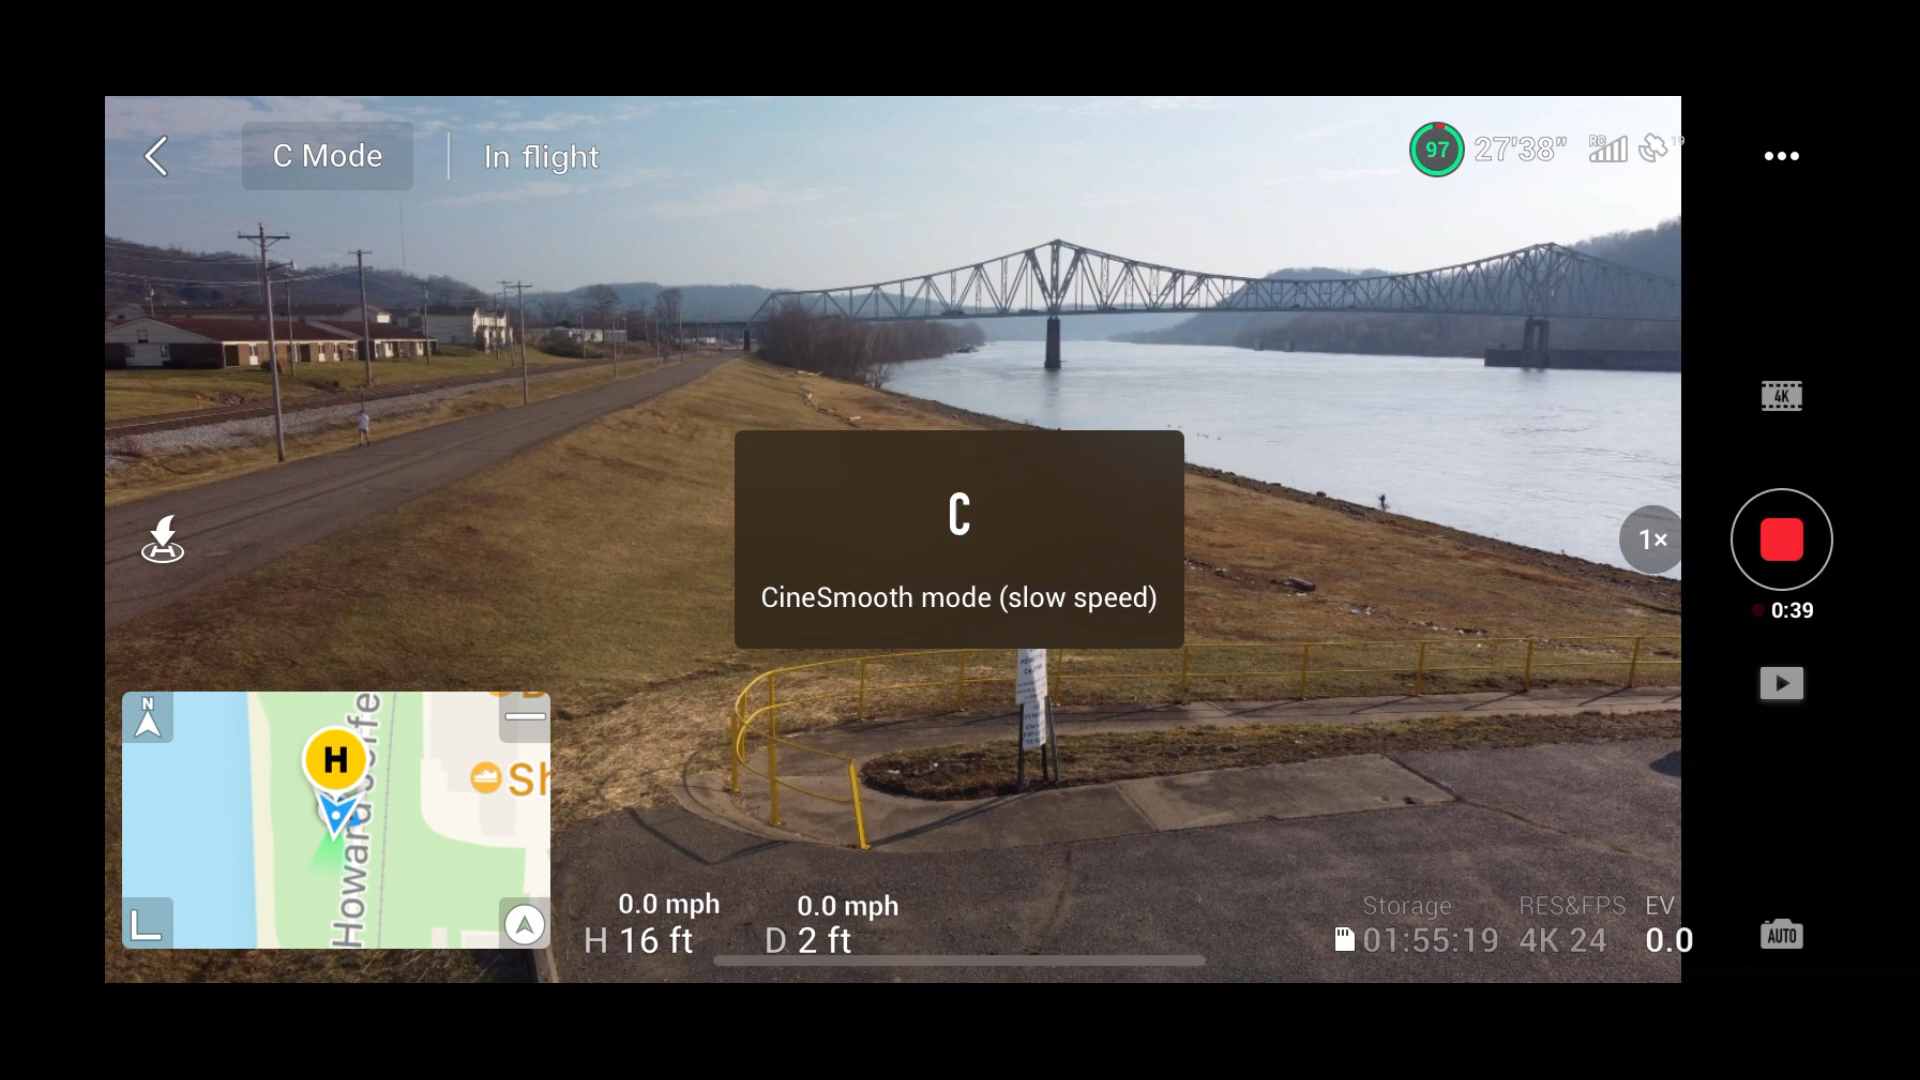 C Mode
In flight
97
27'38"
RC
19
4K
C
CineSmooth mode (slow speed)
1×
0:39
N
H
Howard
Sh
0.0 mph
0.0 mph
H 16 ft
D 2 ft
Storage
RES&FPS
EV
01:55:19
4K 24
0.0
AUTO